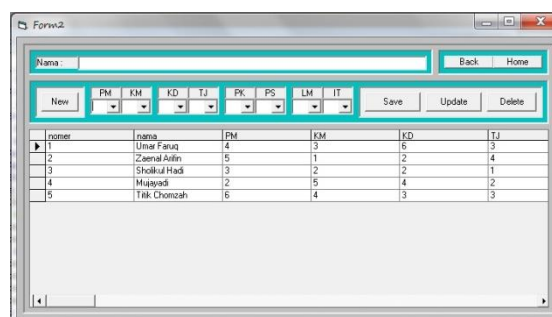 Form2
Nama :
Back Home
New PM KM KD TJ PK PS LM IT Save Update Delete
nomer nama PM KM KD TJ
1 Umar Faruq 4 3 6 3
2 Zaenal Arifin 5 1 2 4
3 Sholikul Hadi 3 2 2 1
4 Mujayadi 2 5 4 2
5 Titik Chomzah 6 4 3 3